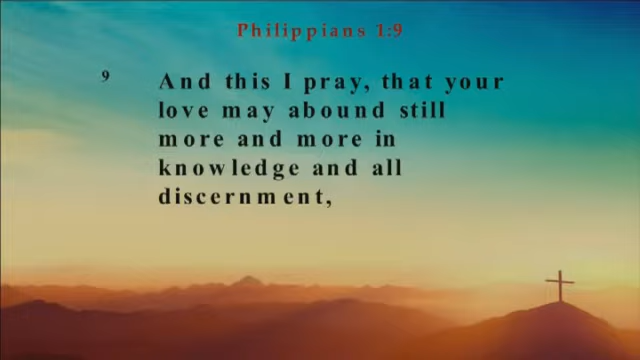 Philippians 1:9
9 And this I pray, that your
love may abound still
more and more in
knowledge and all
discernment,